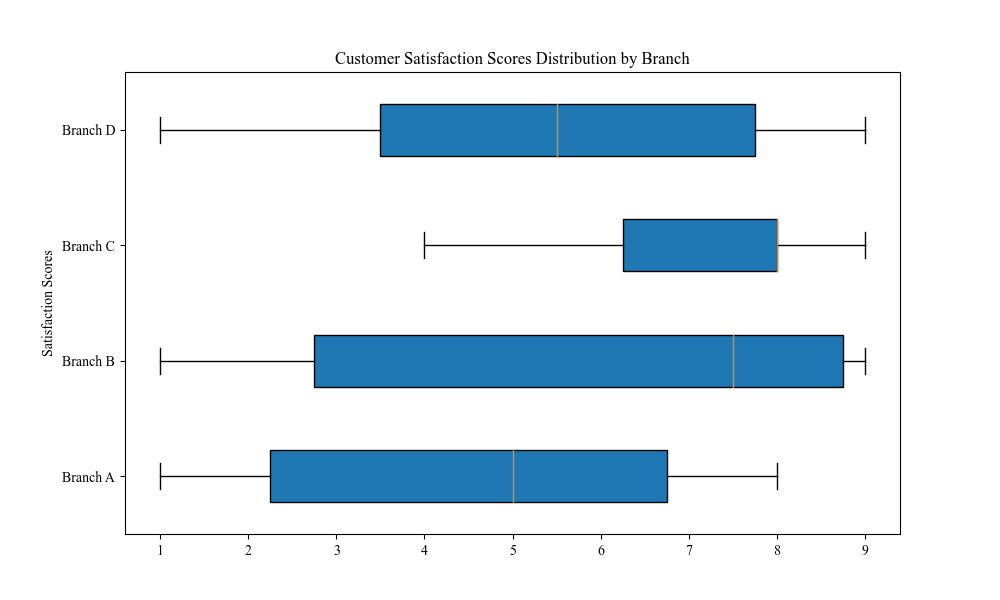 Customer Satisfaction Scores Distribution by Branch
Satisfaction Scores
Branch D
Branch C
Branch B
Branch A
1 2 3 4 5 6 7 8 9